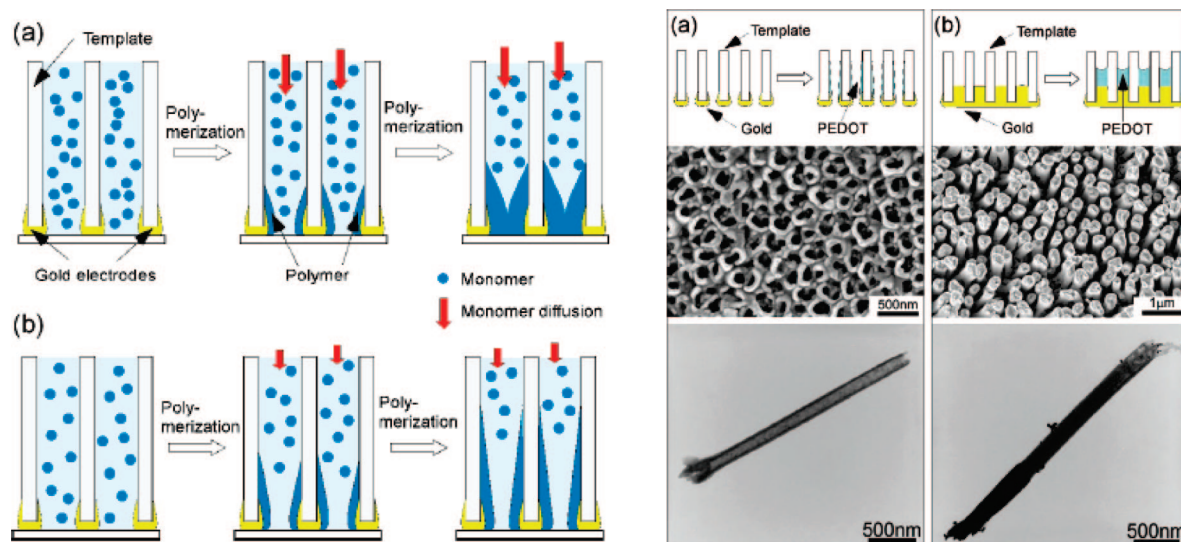 (a)
Template
Poly-
merization
Poly-
merization
Gold electrodes
Polymer
Monomer
Monomer diffusion
(b)
Poly-
merization
Poly-
merization
(a)
Template
Gold
PEDOT
500nm
500nm
(b)
Template
Gold
PEDOT
1μm
500nm